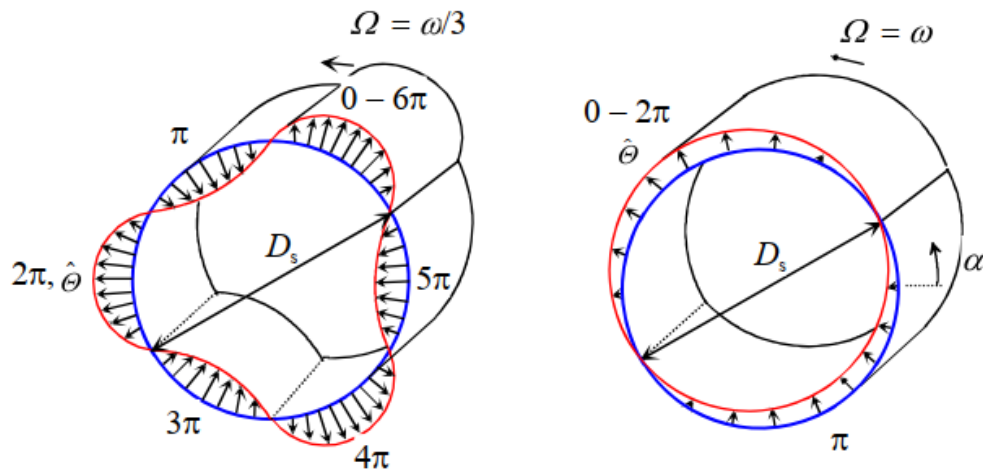 Ω = ω/3
0 – 6π
π
2π, Θ̂
D_s
5π
3π
4π
Ω = ω
0 – 2π
Θ̂
D_s
α
π